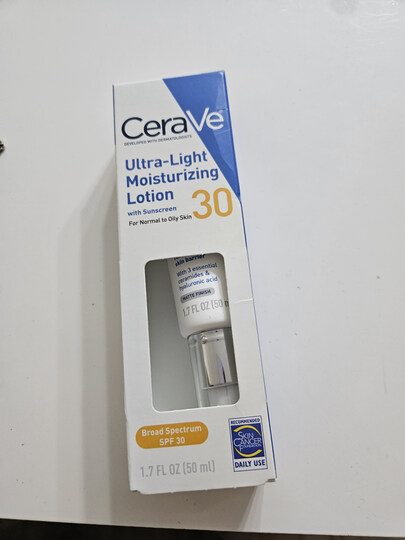 CeraVe
DEVELOPED WITH DERMATOLOGISTS
Ultra-Light
Moisturizing
Lotion
with Sunscreen
30
For Normal to Oily Skin
skin barrier
With 3 essential
ceramides &
hyaluronic acid
MATTE FINISH
1.7 FL OZ (50 m
Broad Spectrum
SPF 30
1.7 FL OZ (50 ml)
RECOMMENDED
SKIN
CANCER
FOUNDATION
DAILY USE